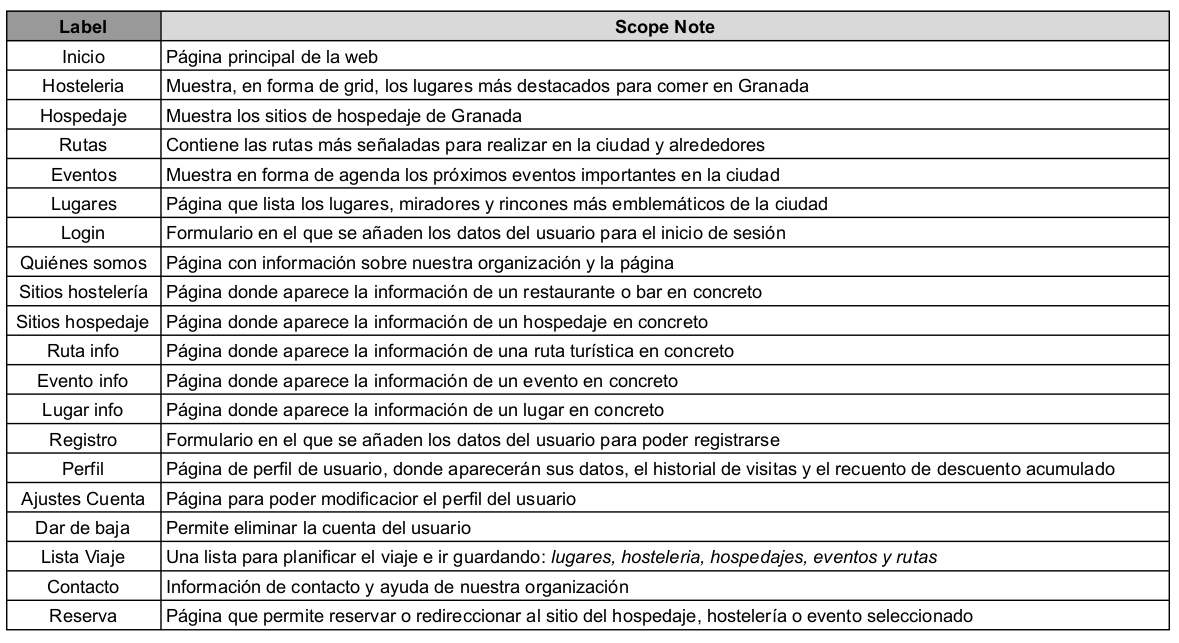 Label Scope Note
Inicio Página principal de la web
Hosteleria Muestra, en forma de grid, los lugares más destacados para comer en Granada
Hospedaje Muestra los sitios de hospedaje de Granada
Rutas Contiene las rutas más señaladas para realizar en la ciudad y alrededores
Eventos Muestra en forma de agenda los próximos eventos importantes en la ciudad
Lugares Página que lista los lugares, miradores y rincones más emblemáticos de la ciudad
Login Formulario en el que se añaden los datos del usuario para el inicio de sesión
Quiénes somos Página con información sobre nuestra organización y la página
Sitios hostelería Página donde aparece la información de un restaurante o bar en concreto
Sitios hospedaje Página donde aparece la información de un hospedaje en concreto
Ruta info Página donde aparece la información de una ruta turística en concreto
Evento info Página donde aparece la información de un evento en concreto
Lugar info Página donde aparece la información de un lugar en concreto
Registro Formulario en el que se añaden los datos del usuario para poder registrarse
Perfil Página de perfil de usuario, donde aparecerán sus datos, el historial de visitas y el recuento de descuento acumulado
Ajustes Cuenta Página para poder modificacior el perfil del usuario
Dar de baja Permite eliminar la cuenta del usuario
Lista Viaje Una lista para planificar el viaje e ir guardando: lugares, hosteleria, hospedajes, eventos y rutas
Contacto Información de contacto y ayuda de nuestra organización
Reserva Página que permite reservar o redireccionar al sitio del hospedaje, hostelería o evento seleccionado